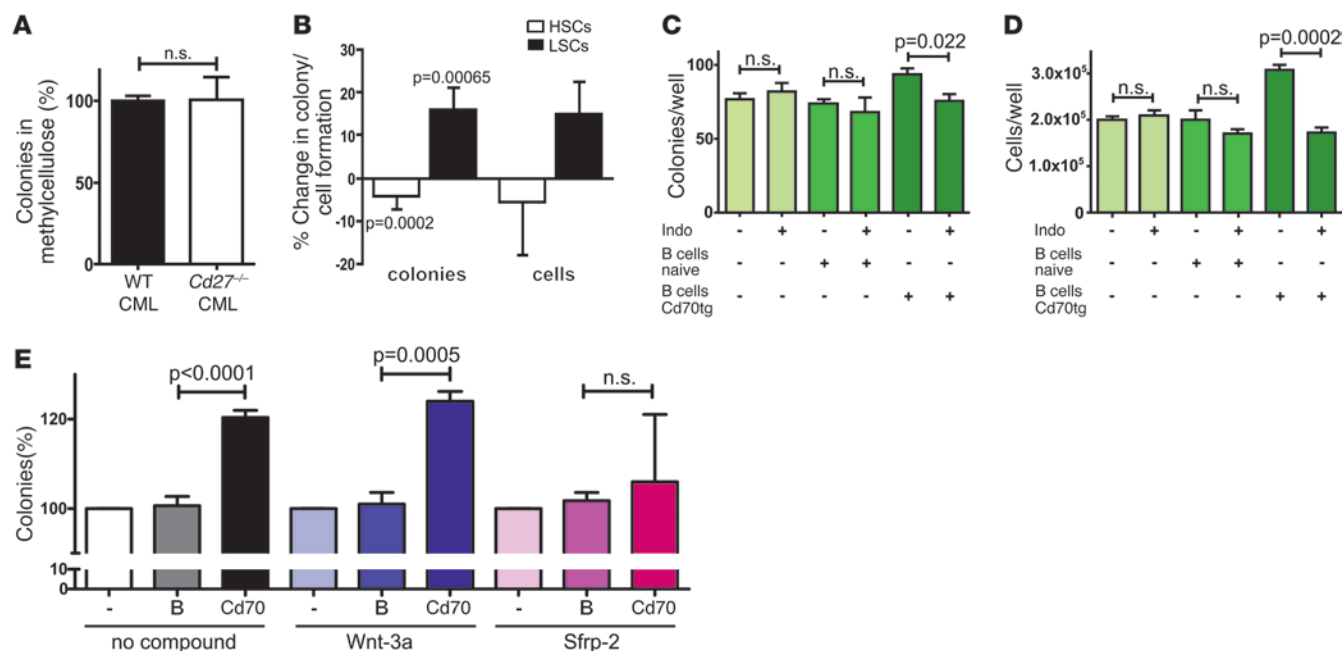 A
n.s.
Colonies in
methylcellulose (%)
100
50
0
WT
CML
Cd27–/–
CML
B
HSCs
LSCs
% Change in colony/
cell formation
30
20
10
0
-10
-20
p=0.00065
p=0.0002
colonies
cells
C
Colonies/well
100
50
0
n.s.
n.s.
p=0.022
Indo - + - + - +
B cells
naive - - + + - -
B cells
Cd70tg - - - - + +
D
Cells/well
3.0x10⁵
2.0x10⁵
1.0x10⁵
0
n.s.
n.s.
p=0.0002
Indo - + - + - +
B cells
naive - - + + - -
B cells
Cd70tg - - - - + +
E
Colonies(%)
120
100
10
0
p<0.0001
p=0.0005
n.s.
- B Cd70 - B Cd70 - B Cd70
no compound Wnt-3a Sfrp-2